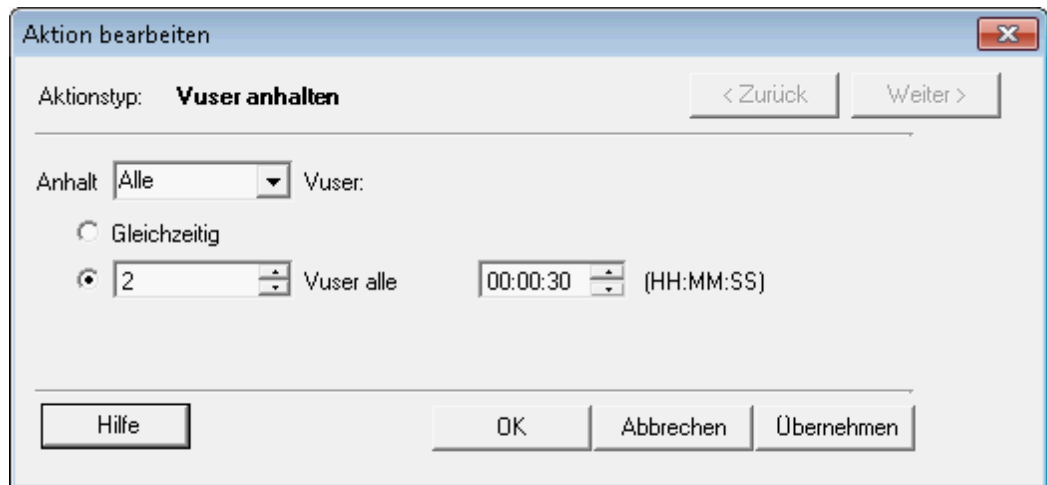 Aktion bearbeiten
Aktionstyp: Vuser anhalten < Zurück Weiter >
Anhalt Alle Vuser:
Gleichzeitig
2 Vuser alle 00:00:30 (HH:MM:SS)
Hilfe OK Abbrechen Übernehmen